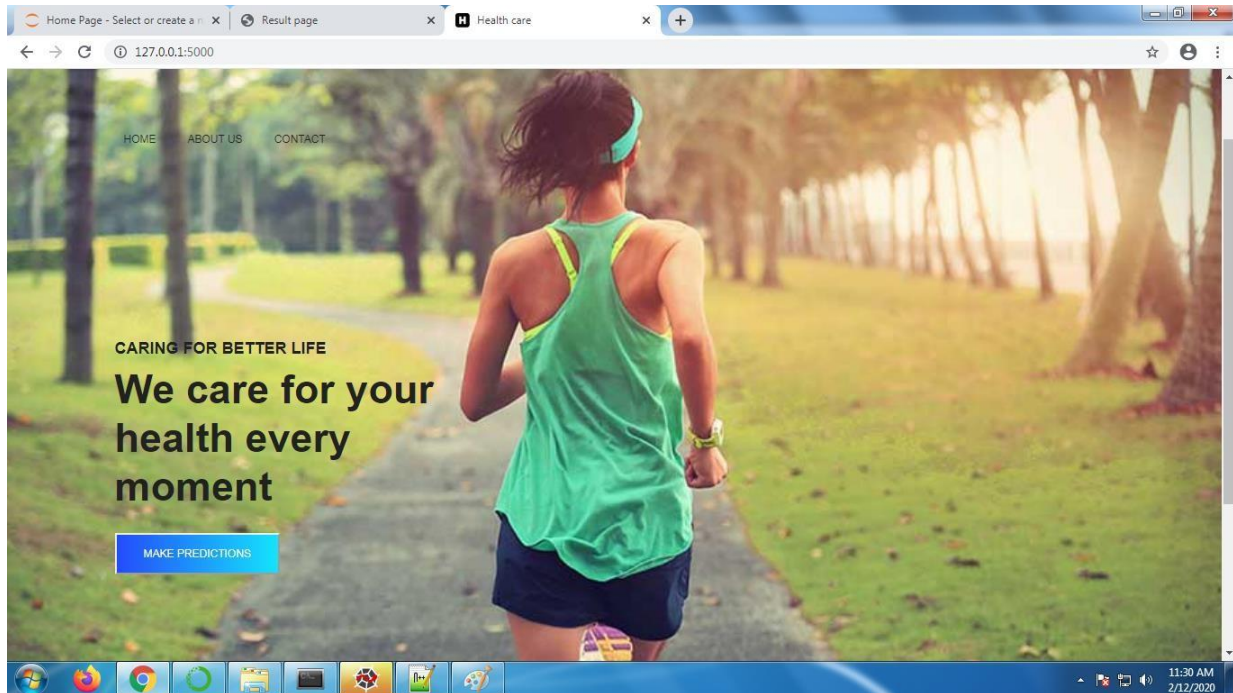 Home Page - Select or create a n
Result page
Health care
127.0.0.1:5000
HOME ABOUT US CONTACT
CARING FOR BETTER LIFE
We care for your
health every
moment
MAKE PREDICTIONS
11:30 AM
2/12/2020